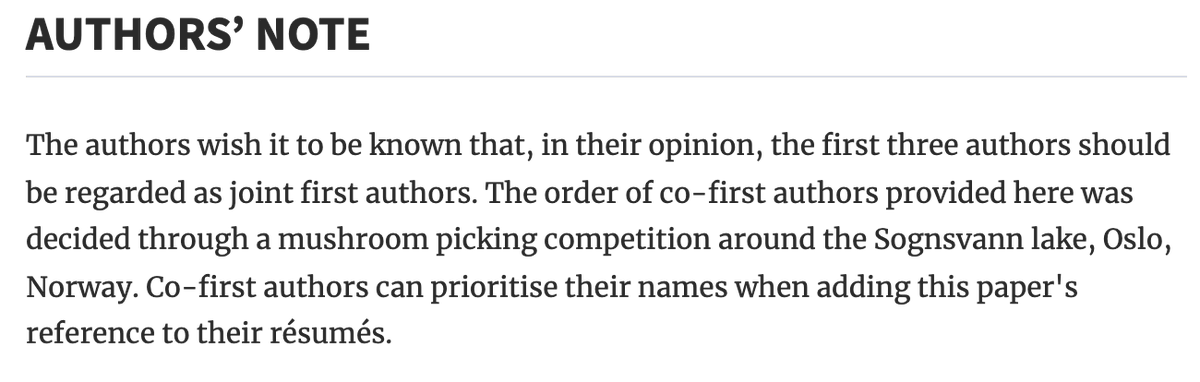 AUTHORS’ NOTE
The authors wish it to be known that, in their opinion, the first three authors should
be regarded as joint first authors. The order of co-first authors provided here was
decided through a mushroom picking competition around the Sognsvann lake, Oslo,
Norway. Co-first authors can prioritise their names when adding this paper's
reference to their résumés.